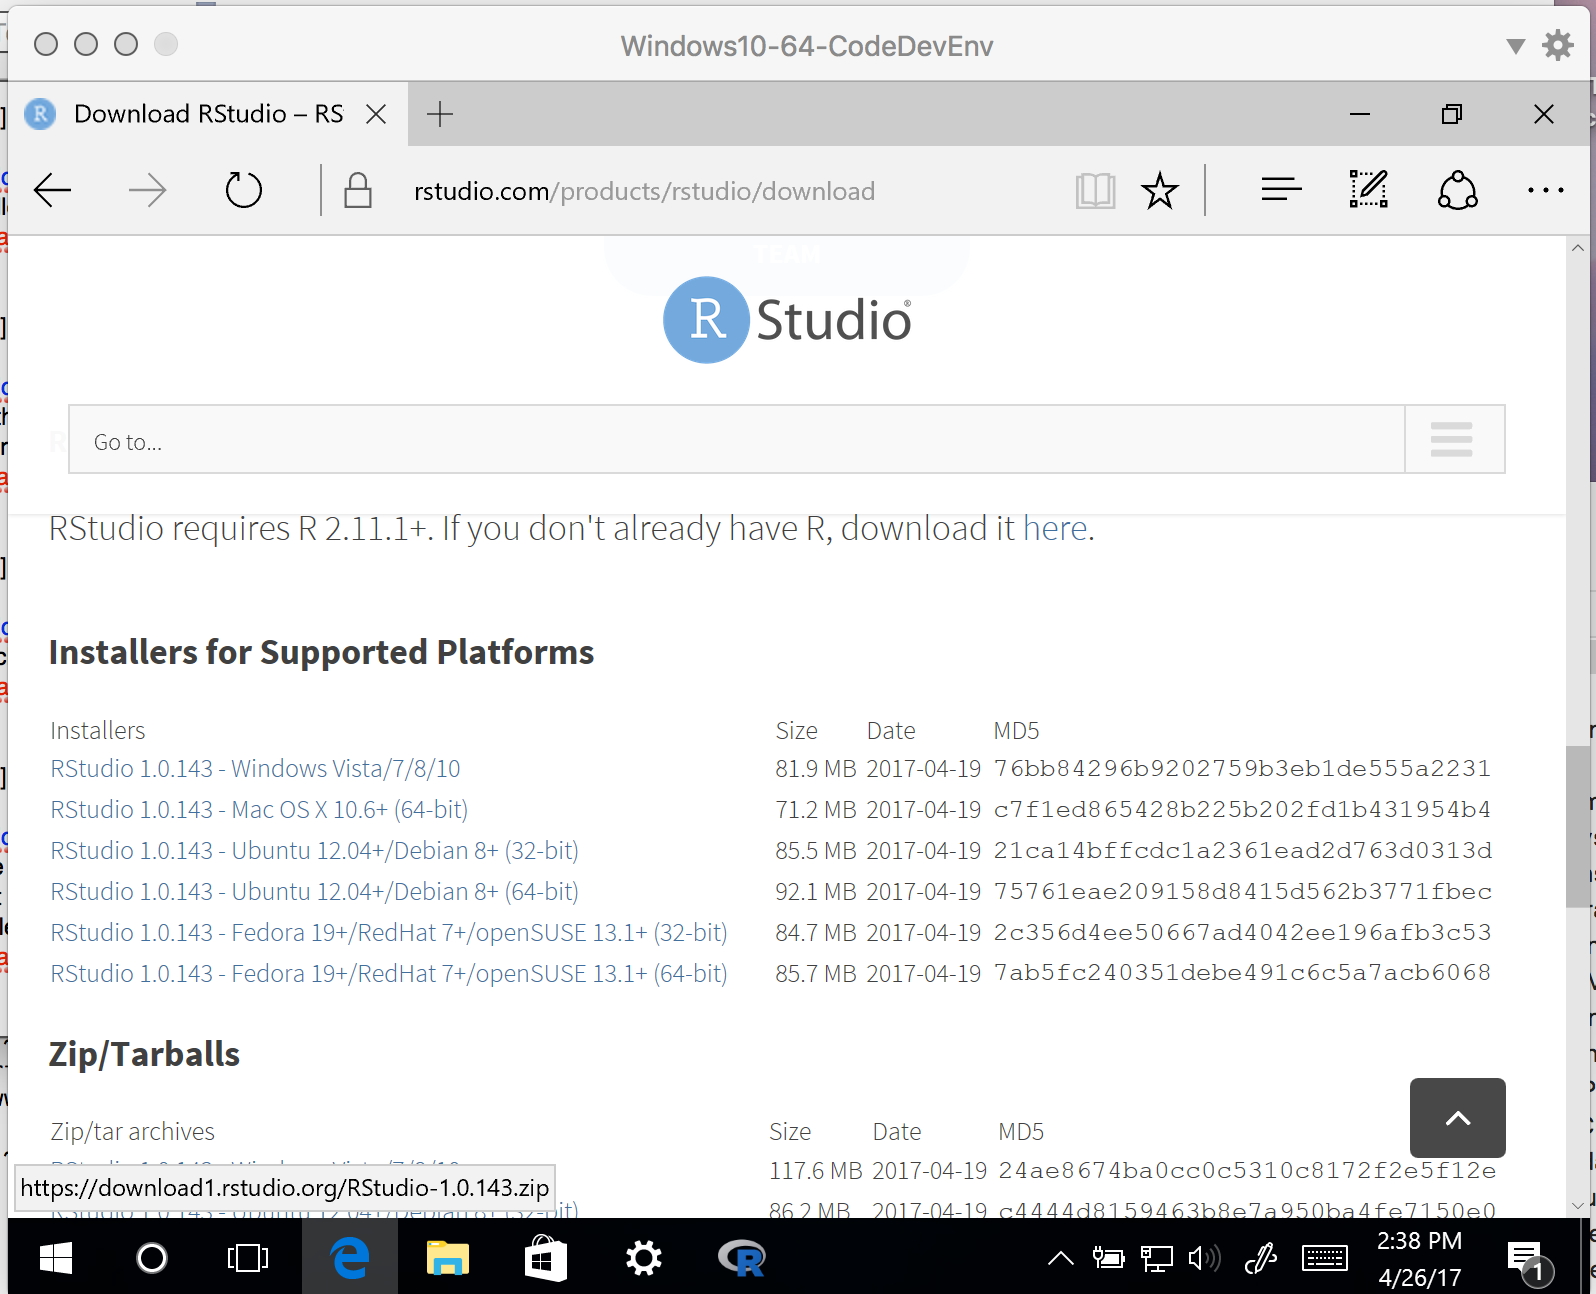 Windows10-64-CodeDevEnv
Download RStudio – RS
rstudio.com/products/rstudio/download
TEAM
R Studio®
Go to...
RStudio requires R 2.11.1+. If you don't already have R, download it here.
Installers for Supported Platforms
Installers Size Date MD5
RStudio 1.0.143 - Windows Vista/7/8/10 81.9 MB 2017-04-19 76bb84296b9202759b3eb1de555a2231
RStudio 1.0.143 - Mac OS X 10.6+ (64-bit) 71.2 MB 2017-04-19 c7f1ed865428b225b202fd1b431954b4
RStudio 1.0.143 - Ubuntu 12.04+/Debian 8+ (32-bit) 85.5 MB 2017-04-19 21ca14bffcdc1a2361ead2d763d0313d
RStudio 1.0.143 - Ubuntu 12.04+/Debian 8+ (64-bit) 92.1 MB 2017-04-19 75761eae209158d8415d562b3771fbec
RStudio 1.0.143 - Fedora 19+/RedHat 7+/openSUSE 13.1+ (32-bit) 84.7 MB 2017-04-19 2c356d4ee50667ad4042ee196afb3c53
RStudio 1.0.143 - Fedora 19+/RedHat 7+/openSUSE 13.1+ (64-bit) 85.7 MB 2017-04-19 7ab5fc240351debe491c6c5a7acb6068
Zip/Tarballs
Zip/tar archives Size Date MD5
117.6 MB 2017-04-19 24ae8674ba0cc0c5310c8172f2e5f12e
https://download1.rstudio.org/RStudio-1.0.143.zip
86.2 MB 2017-04-19 c4444d8159463b8e7a950ba4fe7150e0
2:38 PM
4/26/17
1